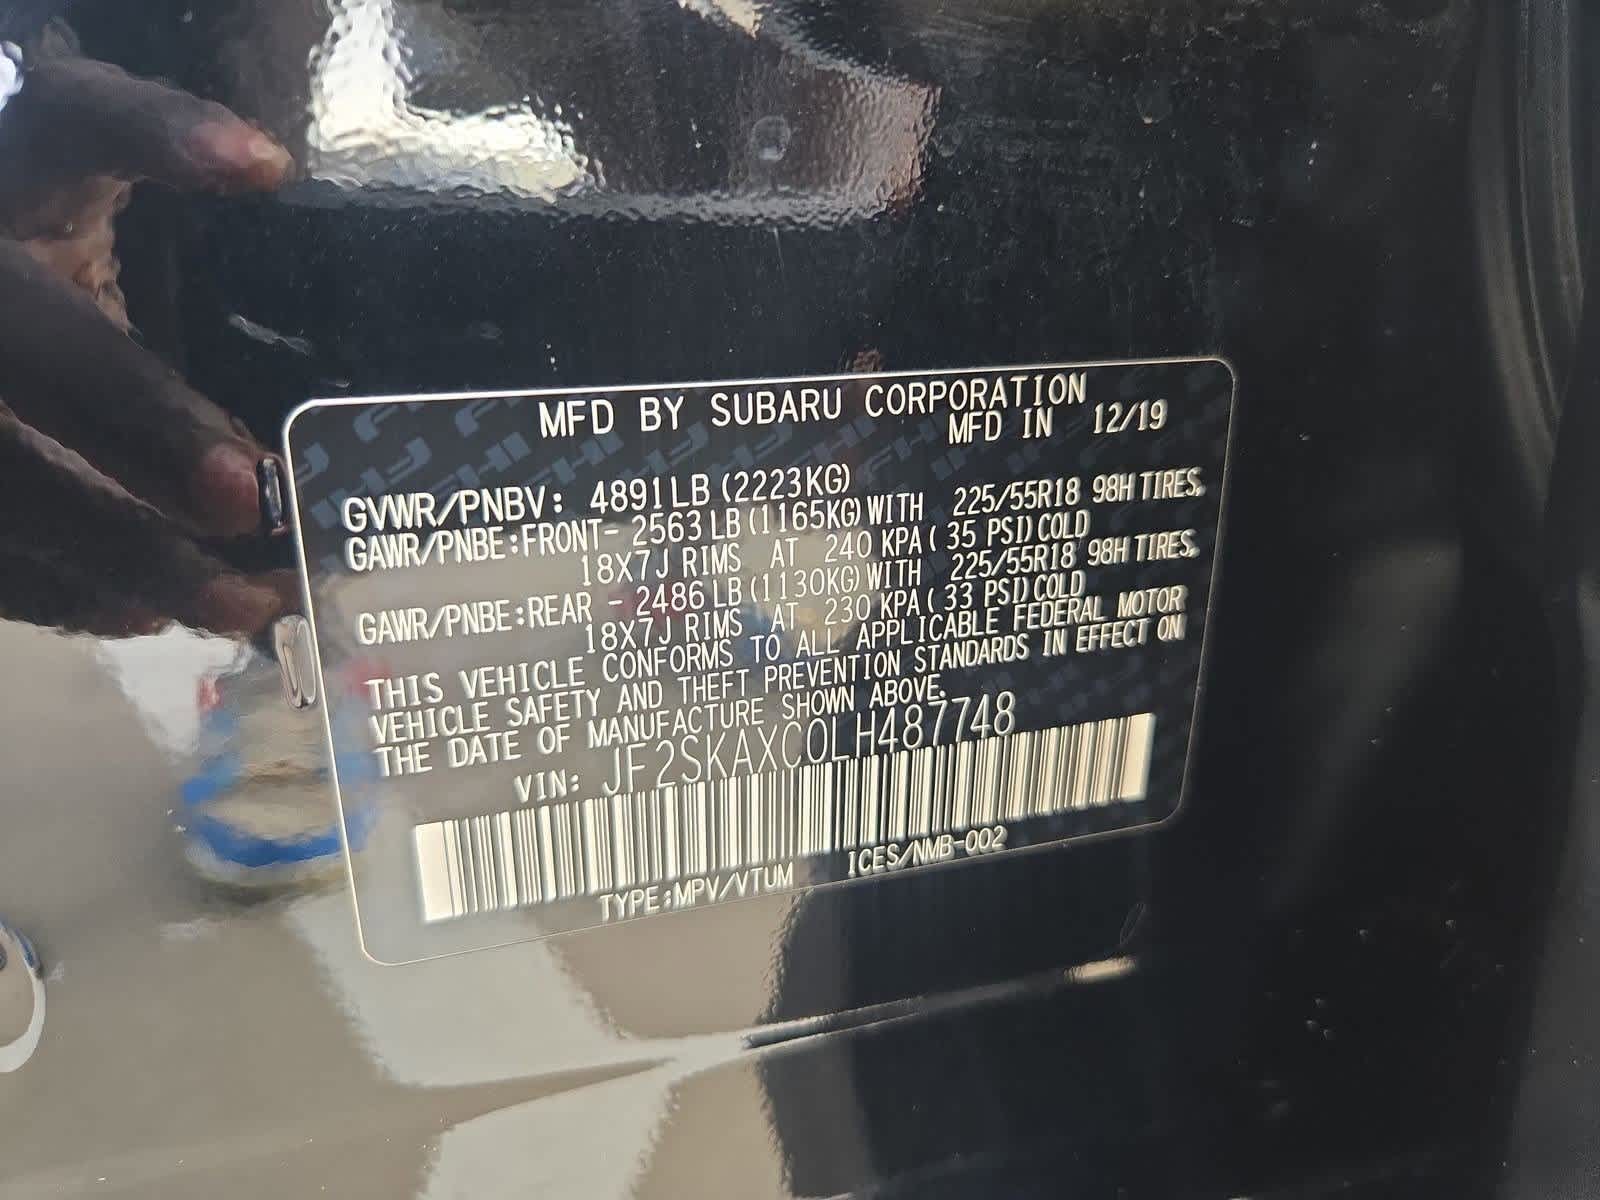 MFD BY SUBARU CORPORATION
MFD IN 12/19
GVWR/PNBV: 4891LB (2223KG)
GAWR/PNBE:FRONT- 2563 LB (1165KG) WITH 225/55R18 98H TIRES,
18X7J RIMS AT 240 KPA ( 35 PSI) COLD
GAWR/PNBE:REAR - 2486 LB (1130KG) WITH 225/55R18 98H TIRES,
18X7J RIMS AT 230 KPA ( 33 PSI) COLD
THIS VEHICLE CONFORMS TO ALL APPLICABLE FEDERAL MOTOR
VEHICLE SAFETY AND THEFT PREVENTION STANDARDS IN EFFECT ON
THE DATE OF MANUFACTURE SHOWN ABOVE.
VIN: JF2SKAXC0LH487748
TYPE:MPV/VTUM ICES/NMB-002